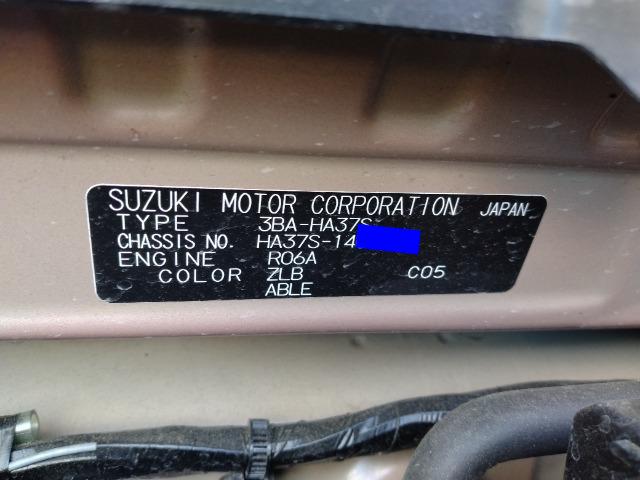 SUZUKI MOTOR CORPORATION JAPAN
TYPE 3BA-HA37S
CHASSIS NO. HA37S-14
ENGINE R06A
COLOR ZLB C05
ABLE